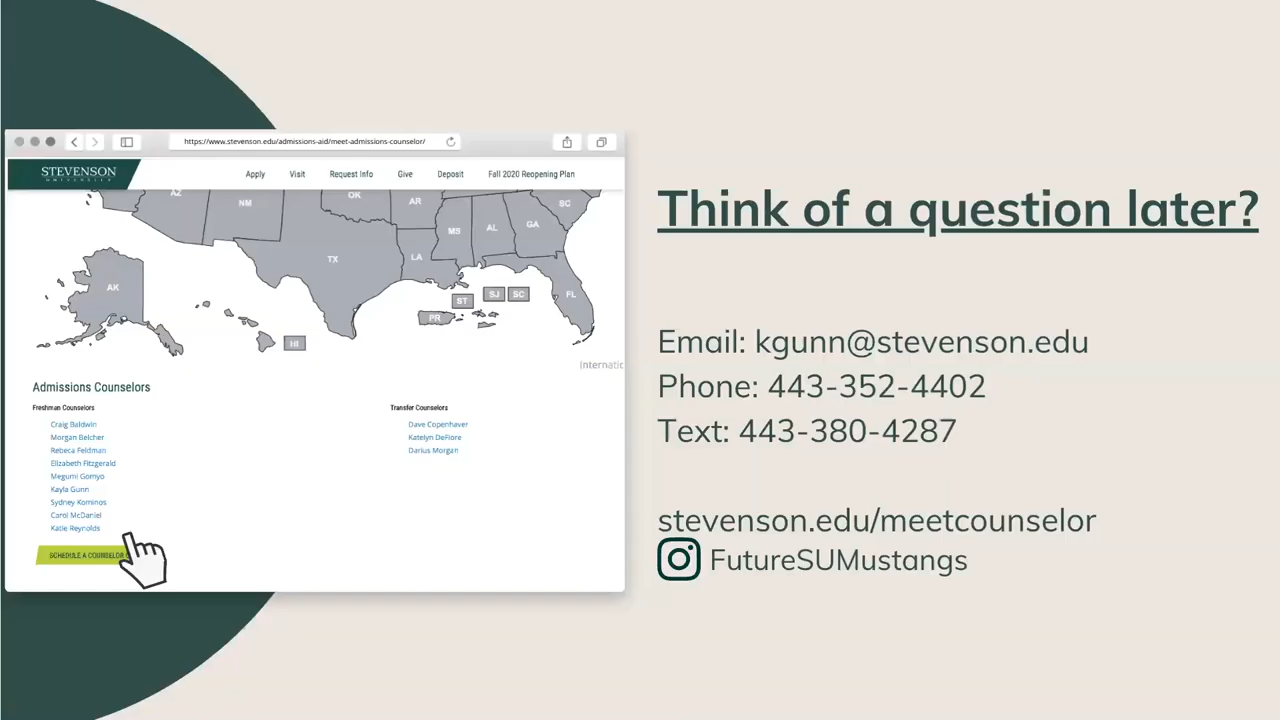 https://www.stevenson.edu/admissions-aid/meet-admissions-counselor/
STEVENSON
UNIVERSITY
Apply
Visit
Request Info
Give
Deposit
Fall 2020 Reopening Plan
AZ
NM
OK
AR
SC
MS
AL
GA
TX
LA
AK
FL
ST
SJ
SC
PR
HI
Internatic
Admissions Counselors
Freshman Counselors
Craig Baldwin
Morgan Belcher
Rebeca Feldman
Elizabeth Fitzgerald
Megumi Gomyo
Kayla Gunn
Sydney Kominos
Carol McDaniel
Katie Reynolds
SCHEDULE A COUNSELOR
Transfer Counselors
Dave Copenhaver
Katelyn DeFlore
Darius Morgan
Think of a question later?
Email: kgunn@stevenson.edu
Phone: 443-352-4402
Text: 443-380-4287
stevenson.edu/meetcounselor
FutureSUMustangs